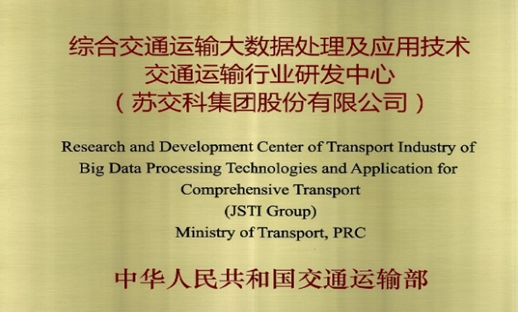 综合交通运输大数据处理及应用技术
交通运输行业研发中心
（苏交科集团股份有限公司）
Research and Development Center of Transport Industry of
Big Data Processing Technologies and Application for
Comprehensive Transport
(JSTI Group)
Ministry of Transport, PRC
中华人民共和国交通运输部